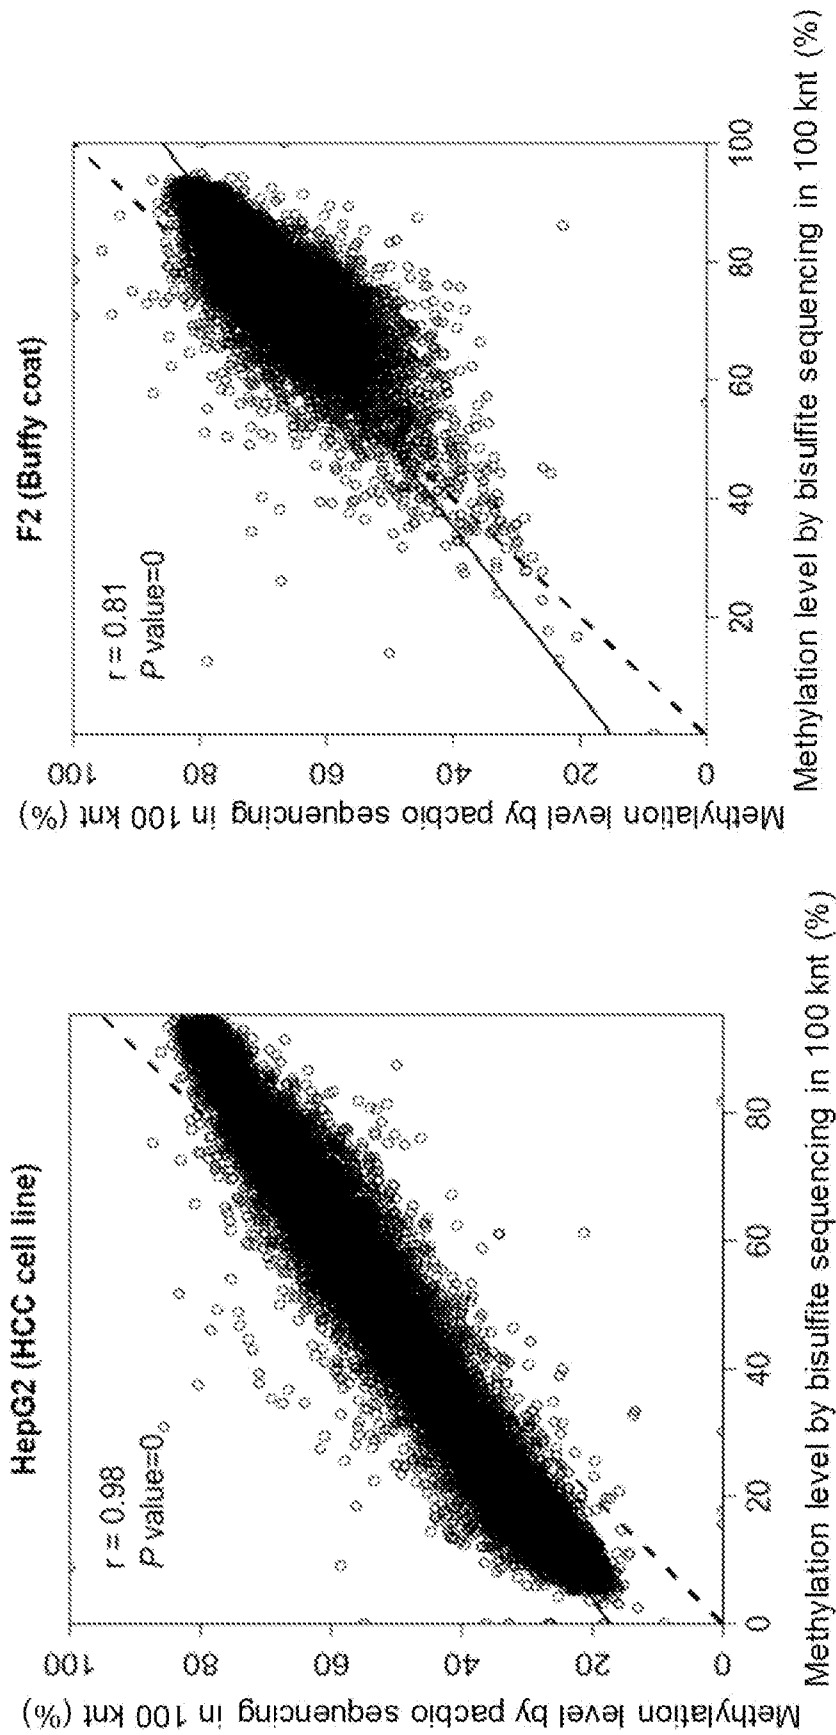 HepG2 (HCC cell line)
r = 0.98
P value=0
Methylation level by pacbio sequencing in 100 knt (%)
100
80
60
40
20
0
0
20
40
60
80
Methylation level by bisulfite sequencing in 100 knt (%)
F2 (Buffy coat)
r = 0.81
P value=0
Methylation level by pacbio sequencing in 100 knt (%)
100
80
60
40
20
0
20
40
60
80
100
Methylation level by bisulfite sequencing in 100 knt (%)